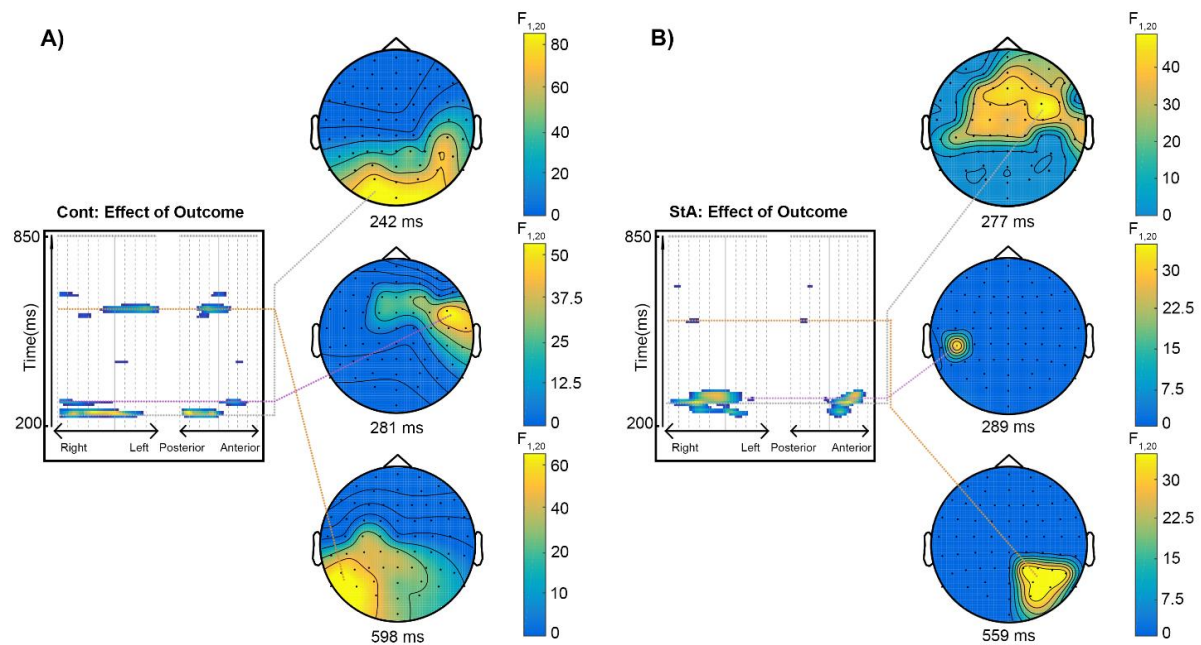 A)
F1,20
80
60
40
20
0
242 ms
Cont: Effect of Outcome
850
Time(ms)
200
Right Left Posterior Anterior
F1,20
50
37.5
25
12.5
0
281 ms
F1,20
60
40
20
0
598 ms
B)
F1,20
40
30
20
10
0
277 ms
StA: Effect of Outcome
850
Time(ms)
200
Right Left Posterior Anterior
F1,20
30
22.5
15
7.5
0
289 ms
F1,20
30
22.5
15
7.5
0
559 ms